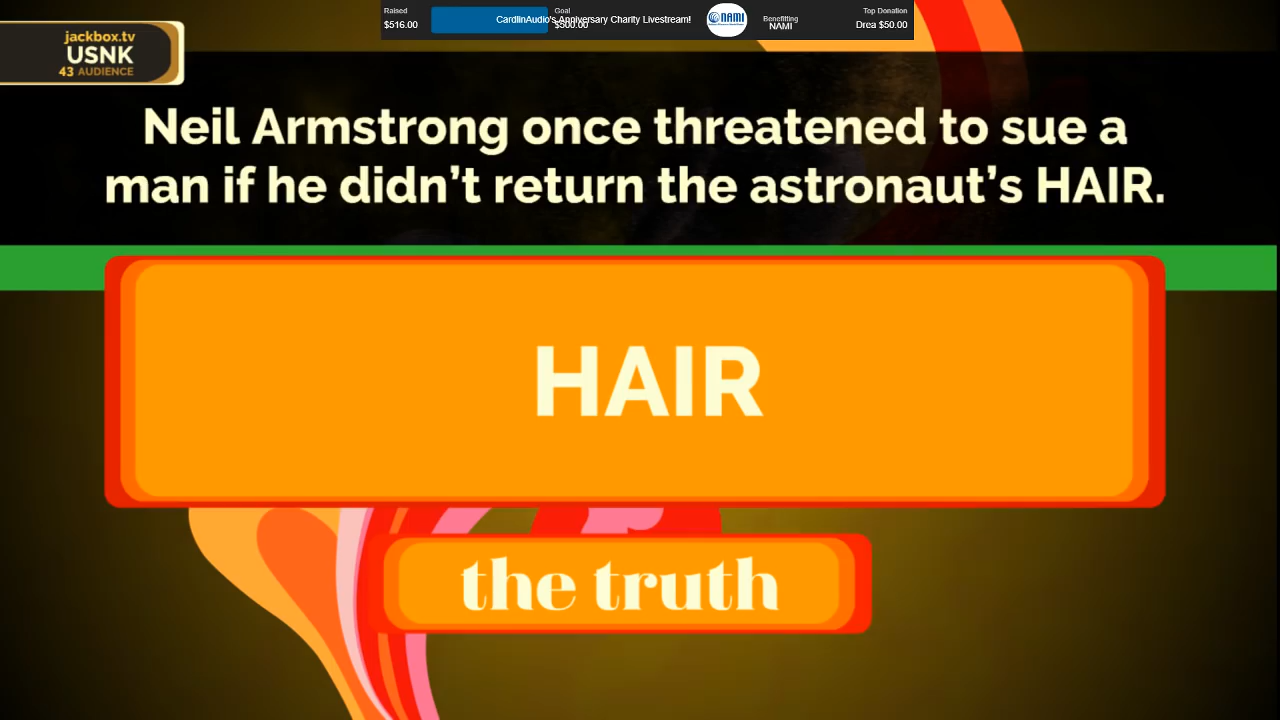 Raised
$516.00
Goal
$500.00
CardlinAudio's Anniversary Charity Livestream!
NAMI
Benefitting
NAMI
Top Donation
Drea $50.00
jackbox.tv
USNK
43 AUDIENCE
Neil Armstrong once threatened to sue a
man if he didn't return the astronaut's HAIR.
HAIR
the truth